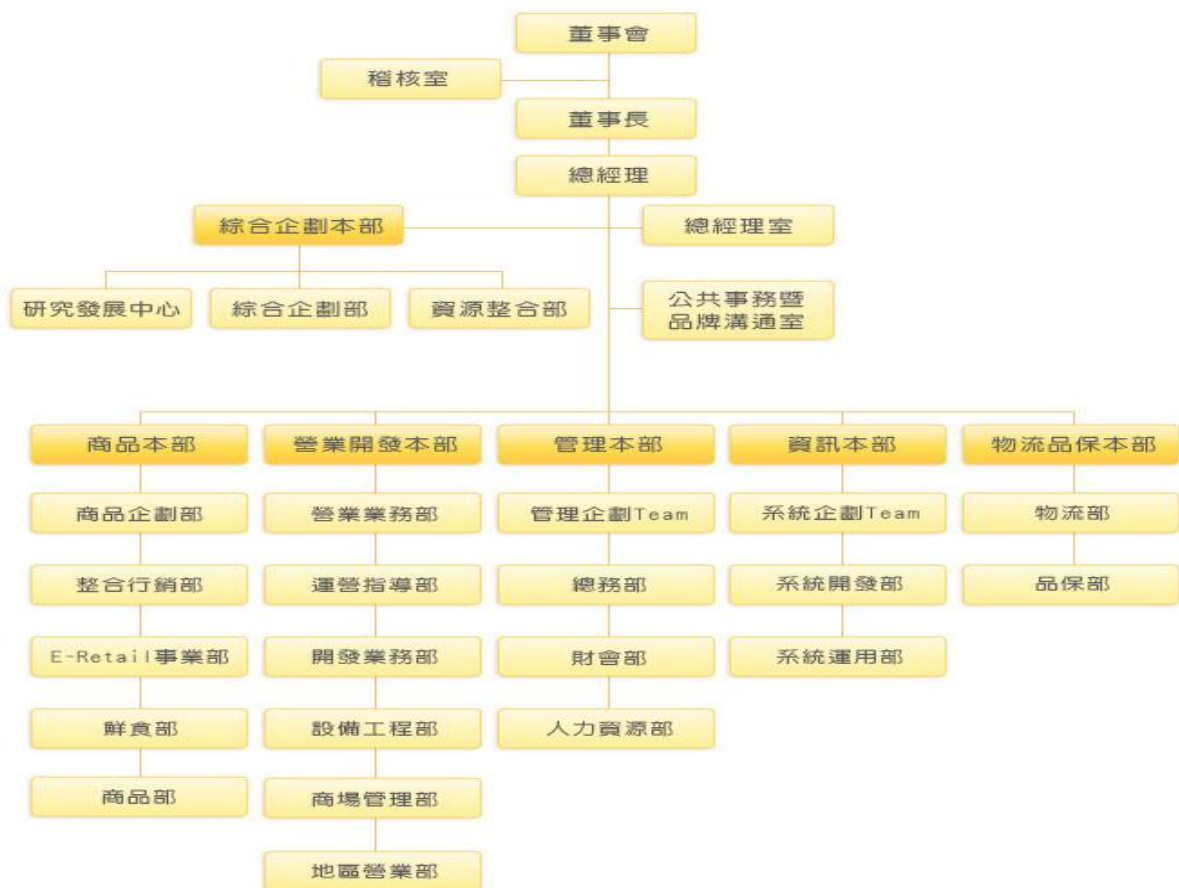 董事會
稽核室
董事長
總經理
綜合企劃本部
總經理室
研究發展中心
綜合企劃部
資源整合部
公共事務暨
品牌溝通室
商品本部
營業開發本部
管理本部
資訊本部
物流品保本部
商品企劃部
營業業務部
管理企劃Team
系統企劃Team
物流部
整合行銷部
運營指導部
總務部
系統開發部
品保部
E-Retail事業部
開發業務部
財會部
系統運用部
鮮食部
設備工程部
人力資源部
商品部
商場管理部
地區營業部